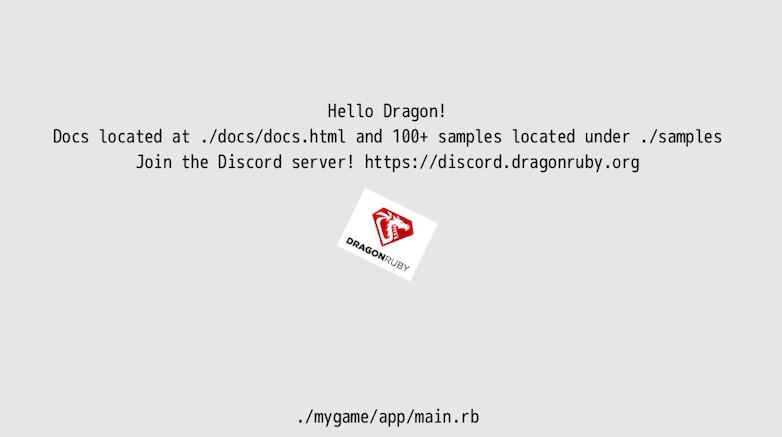 Hello Dragon!
Docs located at ./docs/docs.html and 100+ samples located under ./samples
Join the Discord server! https://discord.dragonruby.org
DRAGONRUBY
./mygame/app/main.rb